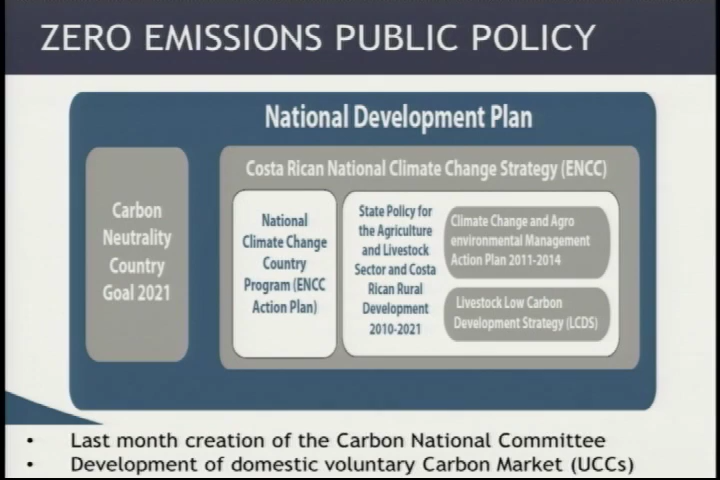 ZERO EMISSIONS PUBLIC POLICY
National Development Plan
Carbon
Neutrality
Country
Goal 2021
Costa Rican National Climate Change Strategy (ENCC)
National
Climate Change
Country
Program (ENCC
Action Plan)
State Policy for
the Agriculture
and Livestock
Sector and Costa
Rican Rural
Development
2010-2021
Climate Change and Agro
environmental Management
Action Plan 2011-2014
Livestock Low Carbon
Development Strategy (LCDS)
• Last month creation of the Carbon National Committee
• Development of domestic voluntary Carbon Market (UCCs)